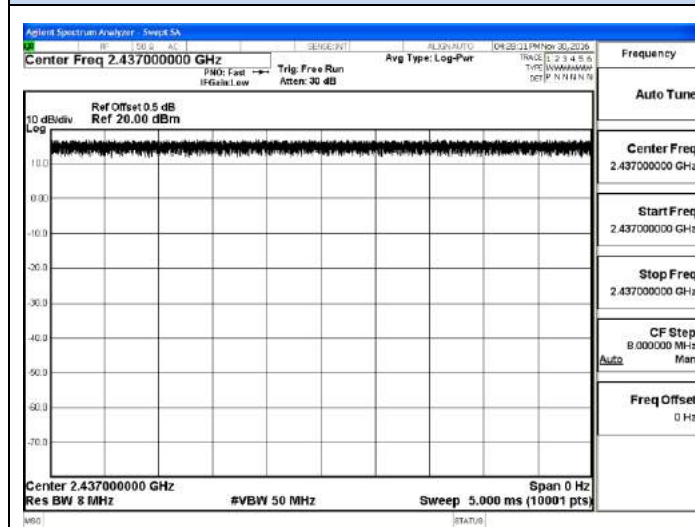 Agilent Spectrum Analyzer - Swept SA
RF 50 Ω AC SENSE:INT ALIGN AUTO 04:28:31 PM Nov 30, 2016
Center Freq 2.437000000 GHz
PNO: Fast
IFGain:Low
Trig: Free Run
Atten: 30 dB
Avg Type: Log-Pwr
TRACE 1 2 3 4 5 6
TYPE
DET P N N N N N
Ref Offset 0.5 dB
10 dB/div Ref 20.00 dBm
Log
10.0
0.00
-10.0
-20.0
-30.0
-40.0
-50.0
-60.0
-70.0
Center 2.437000000 GHz Span 0 Hz
Res BW 8 MHz #VBW 50 MHz Sweep 5.000 ms (10001 pts)
MSG STATUS
Frequency
Auto Tune
Center Freq
2.437000000 GHz
Start Freq
2.437000000 GHz
Stop Freq
2.437000000 GHz
CF Step
8.000000 MHz
Auto Man
Freq Offset
0 Hz